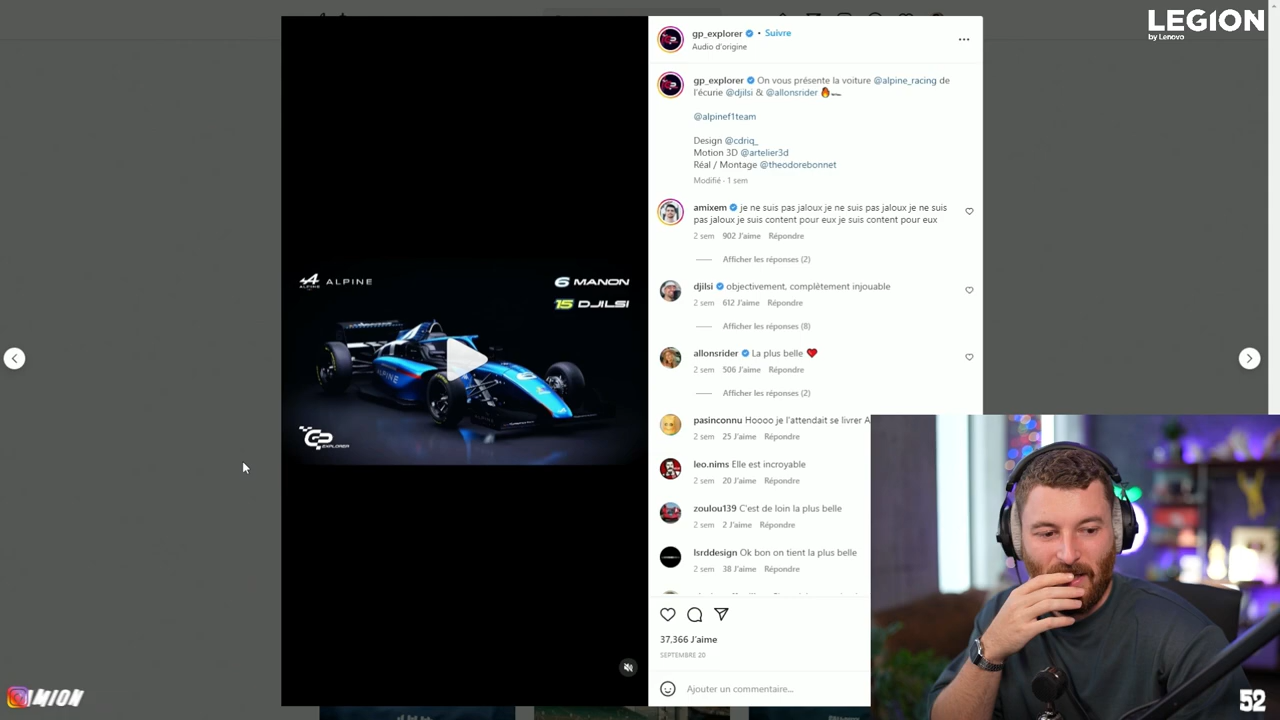 LEGION
by Lenovo
gp_explorer • Suivre
Audio d'origine
gp_explorer On vous présente la voiture @alpine_racing de
l'écurie @djilsi & @allonsrider
@alpinef1team
Design @cdriq_
Motion 3D @artelier3d
Réal / Montage @theodorebonnet
Modifié · 1 sem
amixem je ne suis pas jaloux je ne suis pas jaloux je ne suis
pas jaloux je suis content pour eux je suis content pour eux
2 sem 902 J'aime Répondre
Afficher les réponses (2)
djilsi objectivement, complètement injouable
2 sem 612 J'aime Répondre
Afficher les réponses (8)
allonsrider La plus belle
2 sem 506 J'aime Répondre
Afficher les réponses (2)
pasinconnu Hoooo je l'attendait se livrer A
2 sem 25 J'aime Répondre
leo.nims Elle est incroyable
2 sem 20 J'aime Répondre
zoulou139 C'est de loin la plus belle
2 sem 2 J'aime Répondre
lsrddesign Ok bon on tient la plus belle
2 sem 38 J'aime Répondre
37,366 J'aime
SEPTEMBRE 20
Ajouter un commentaire...
ALPINE
ALPINE
6 MANON
15 DJILSI
ALPINE
GP
EXPLORER
52